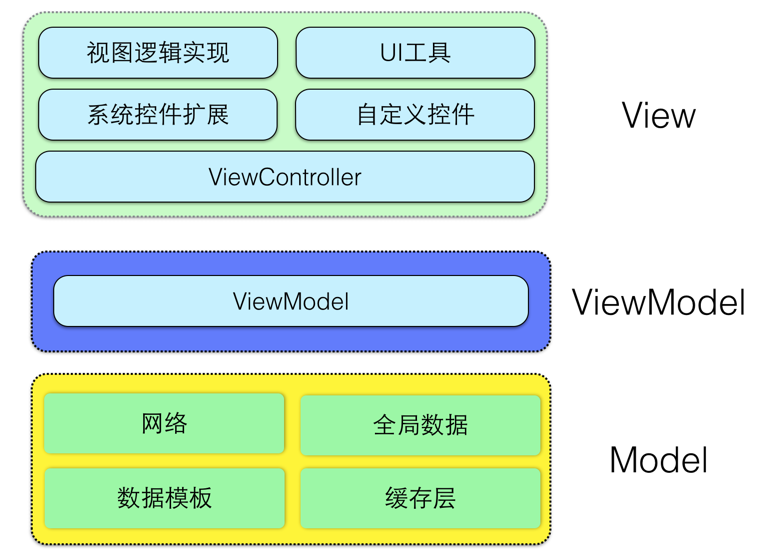 视图逻辑实现
UI工具
系统控件扩展
自定义控件
ViewController
View
ViewModel
ViewModel
网络
全局数据
数据模板
缓存层
Model